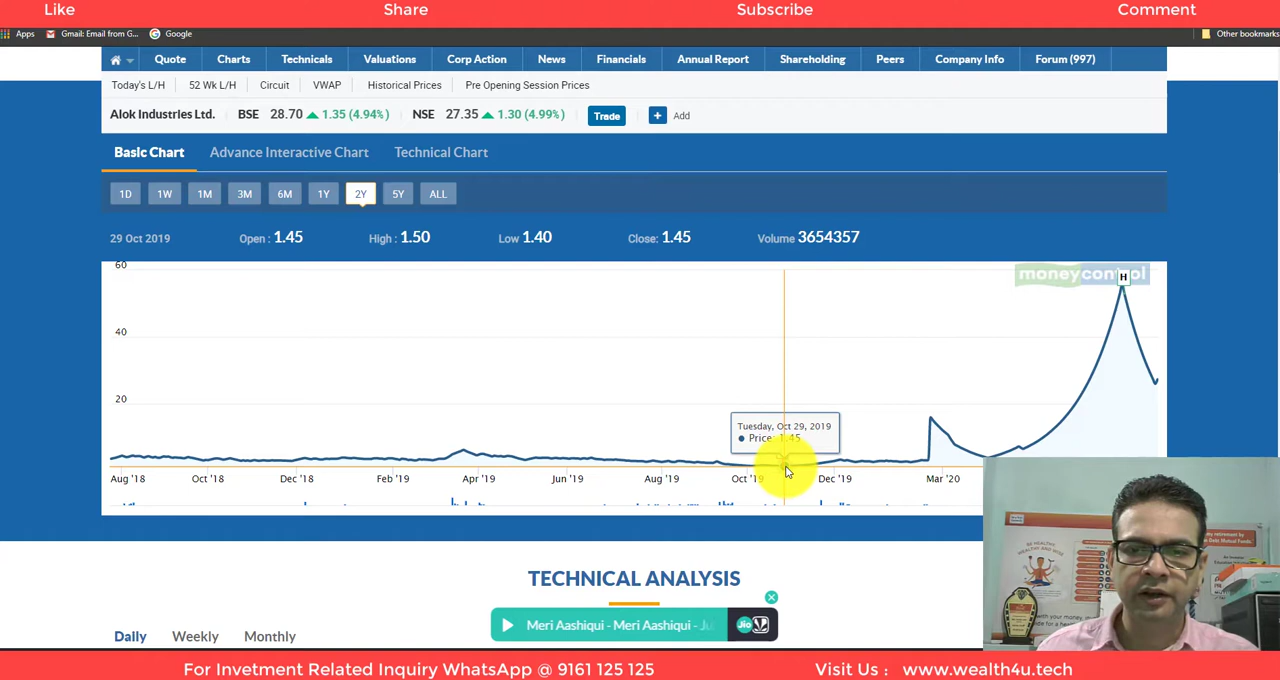 Like Share Subscribe Comment
Apps Gmail: Email from G... Google Other bookmarks
Quote Charts Technicals Valuations Corp Action News Financials Annual Report Shareholding Peers Company Info Forum (997)
Today's L/H 52 Wk L/H Circuit VWAP Historical Prices Pre Opening Session Prices
Alok Industries Ltd. BSE 28.70 1.35 (4.94%) NSE 27.35 1.30 (4.99%) Trade + Add
Basic Chart Advance Interactive Chart Technical Chart
1D 1W 1M 3M 6M 1Y 2Y 5Y ALL
29 Oct 2019 Open : 1.45 High : 1.50 Low 1.40 Close: 1.45 Volume 3654357
60
moneycontrol
H
40
20
Tuesday, Oct 29, 2019
Price: 1.45
Aug '18 Oct '18 Dec '18 Feb '19 Apr '19 Jun '19 Aug '19 Oct '19 Dec '19 Mar '20
BE HEALTHY
TECHNICAL ANALYSIS
Meri Aashiqui - Meri Aashiqui - Ju
Jio
Daily Weekly Monthly
For Invetment Related Inquiry WhatsApp @ 9161 125 125 Visit Us : www.wealth4u.tech